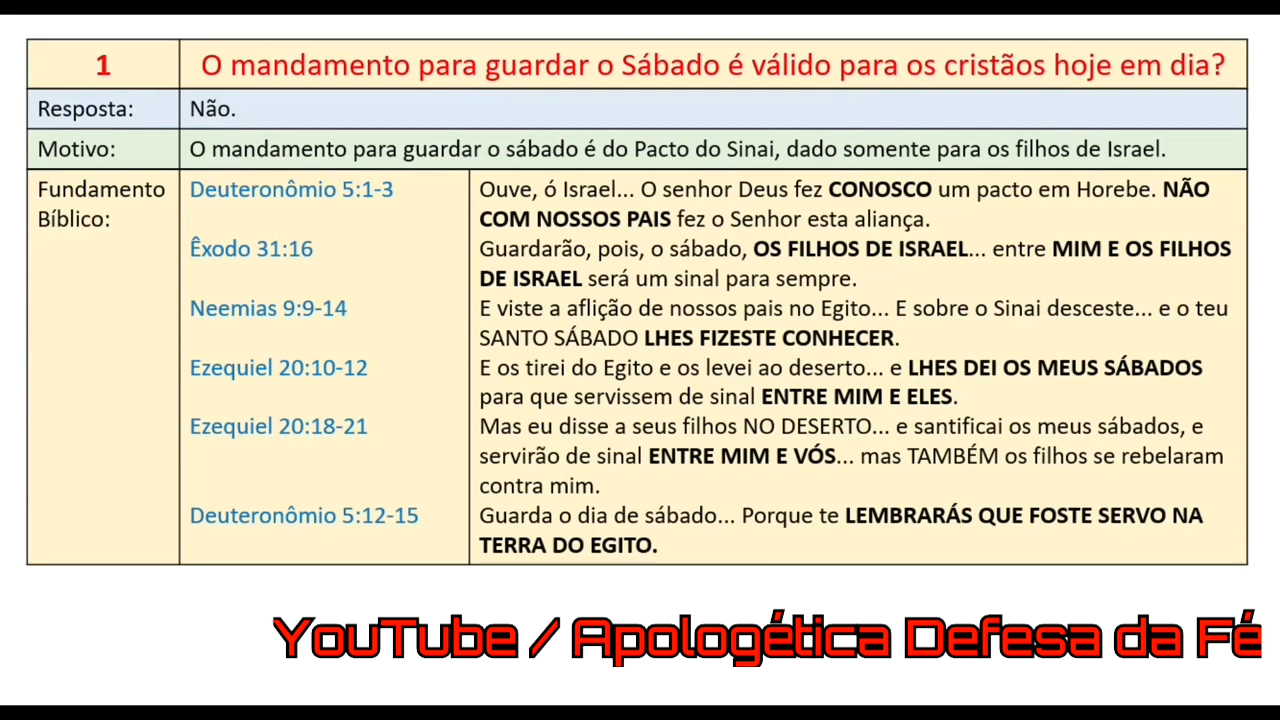 1
O mandamento para guardar o Sábado é válido para os cristãos hoje em dia?
Resposta:
Não.
Motivo:
O mandamento para guardar o sábado é do Pacto do Sinai, dado somente para os filhos de Israel.
Fundamento
Bíblico:
Deuteronômio 5:1-3
Ouve, ó Israel... O senhor Deus fez CONOSCO um pacto em Horebe. NÃO
COM NOSSOS PAIS fez o Senhor esta aliança.
Êxodo 31:16
Guardarão, pois, o sábado, OS FILHOS DE ISRAEL... entre MIM E OS FILHOS
DE ISRAEL será um sinal para sempre.
Neemias 9:9-14
E viste a aflição de nossos pais no Egito... E sobre o Sinai desceste... e o teu
SANTO SÁBADO LHES FIZESTE CONHECER.
Ezequiel 20:10-12
E os tirei do Egito e os levei ao deserto... e LHES DEI OS MEUS SÁBADOS
para que servissem de sinal ENTRE MIM E ELES.
Ezequiel 20:18-21
Mas eu disse a seus filhos NO DESERTO... e santificai os meus sábados, e
servirão de sinal ENTRE MIM E VÓS... mas TAMBÉM os filhos se rebelaram
contra mim.
Deuteronômio 5:12-15
Guarda o dia de sábado... Porque te LEMBRARÁS QUE FOSTE SERVO NA
TERRA DO EGITO.
YouTube / Apologética Defesa da Fé